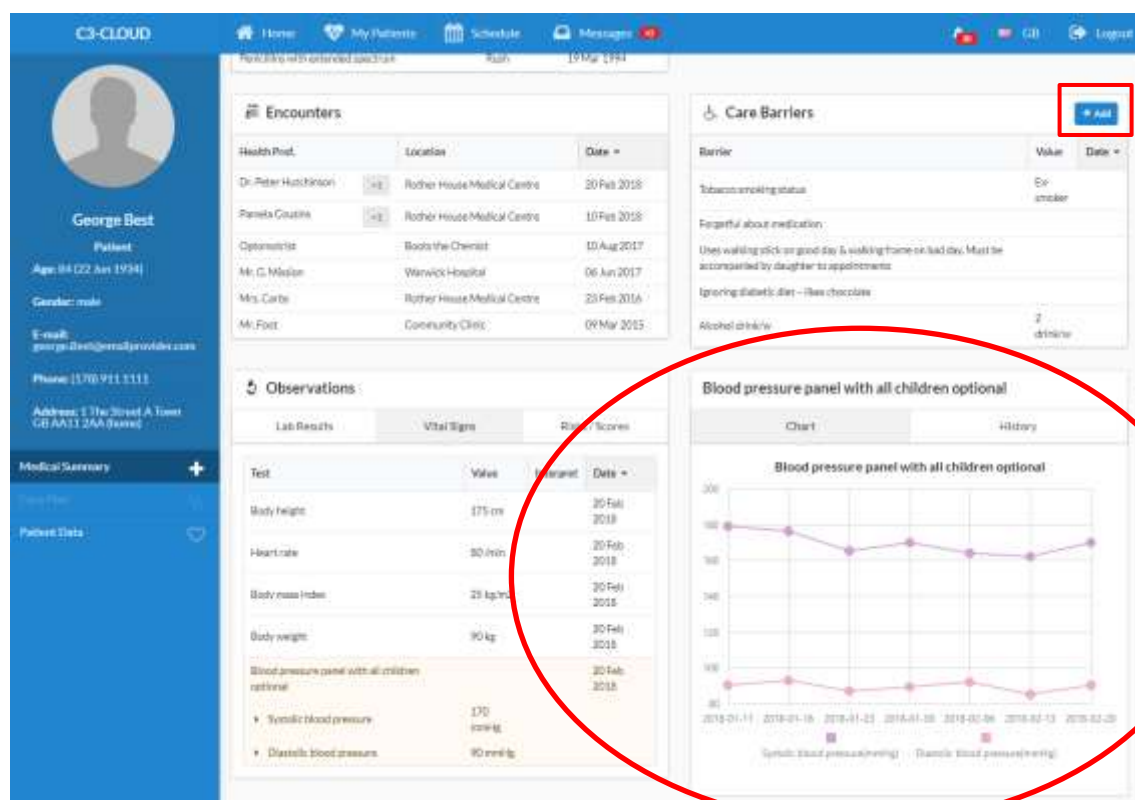 C3-CLOUD
Home My Patients Schedule Messages
GB Logout
George Best
Patient
Age: 84 (22 Jun 1934)
Gender: male
E-mail:
george.Best@emailprovider.com
Phone: (170) 911 1111
Address: 1 The Street A Town
GB AA11 2AA (home)
Medical Summary
Care Plan
Patient Data
Penicillins with extended spectrum Rash 19 Mar 1994
Encounters
Health Prof. Location Date
Dr. Peter Hutchinson +1 Rother House Medical Centre 20 Feb 2018
Pamela Cousins +1 Rother House Medical Centre 10 Feb 2018
Optometrist Boots the Chemist 10 Aug 2017
Mr. G. Warwick Hospital 06 Jun 2017
Mrs. Carbs Rother House Medical Centre 23 Feb 2016
Mr. Foot Community Clinic 09 Mar 2015
Care Barriers
+ Add
Barrier Value Date
Tobacco smoking status Ex-
smoker
Forgetful about medication
Uses walking stick on good day & walking frame on bad day. Must be
accompanied by daughter to appointments
Ignoring diabetic diet – likes chocolate
Alcohol drink/w 2
drink/w
Observations
Lab Results Vital Signs Risk Scores
Test Value Interpret Date
Body height 175 cm 20 Feb
2018
Heart rate 80 /min 20 Feb
2018
Body mass index 25 kg/m2 20 Feb
2018
Body weight 90 kg 20 Feb
2018
Blood pressure panel with all children
optional 20 Feb
2018
Systolic blood pressure 170
mmHg
Diastolic blood pressure 90 mmHg
Blood pressure panel with all children optional
Chart History
Blood pressure panel with all children optional
200
180
160
140
120
100
80
2018-01-11 2018-01-16 2018-01-23 2018-01-30 2018-02-06 2018-02-13 2018-02-20
Systolic blood pressure(mmHg) Diastolic blood pressure(mmHg)